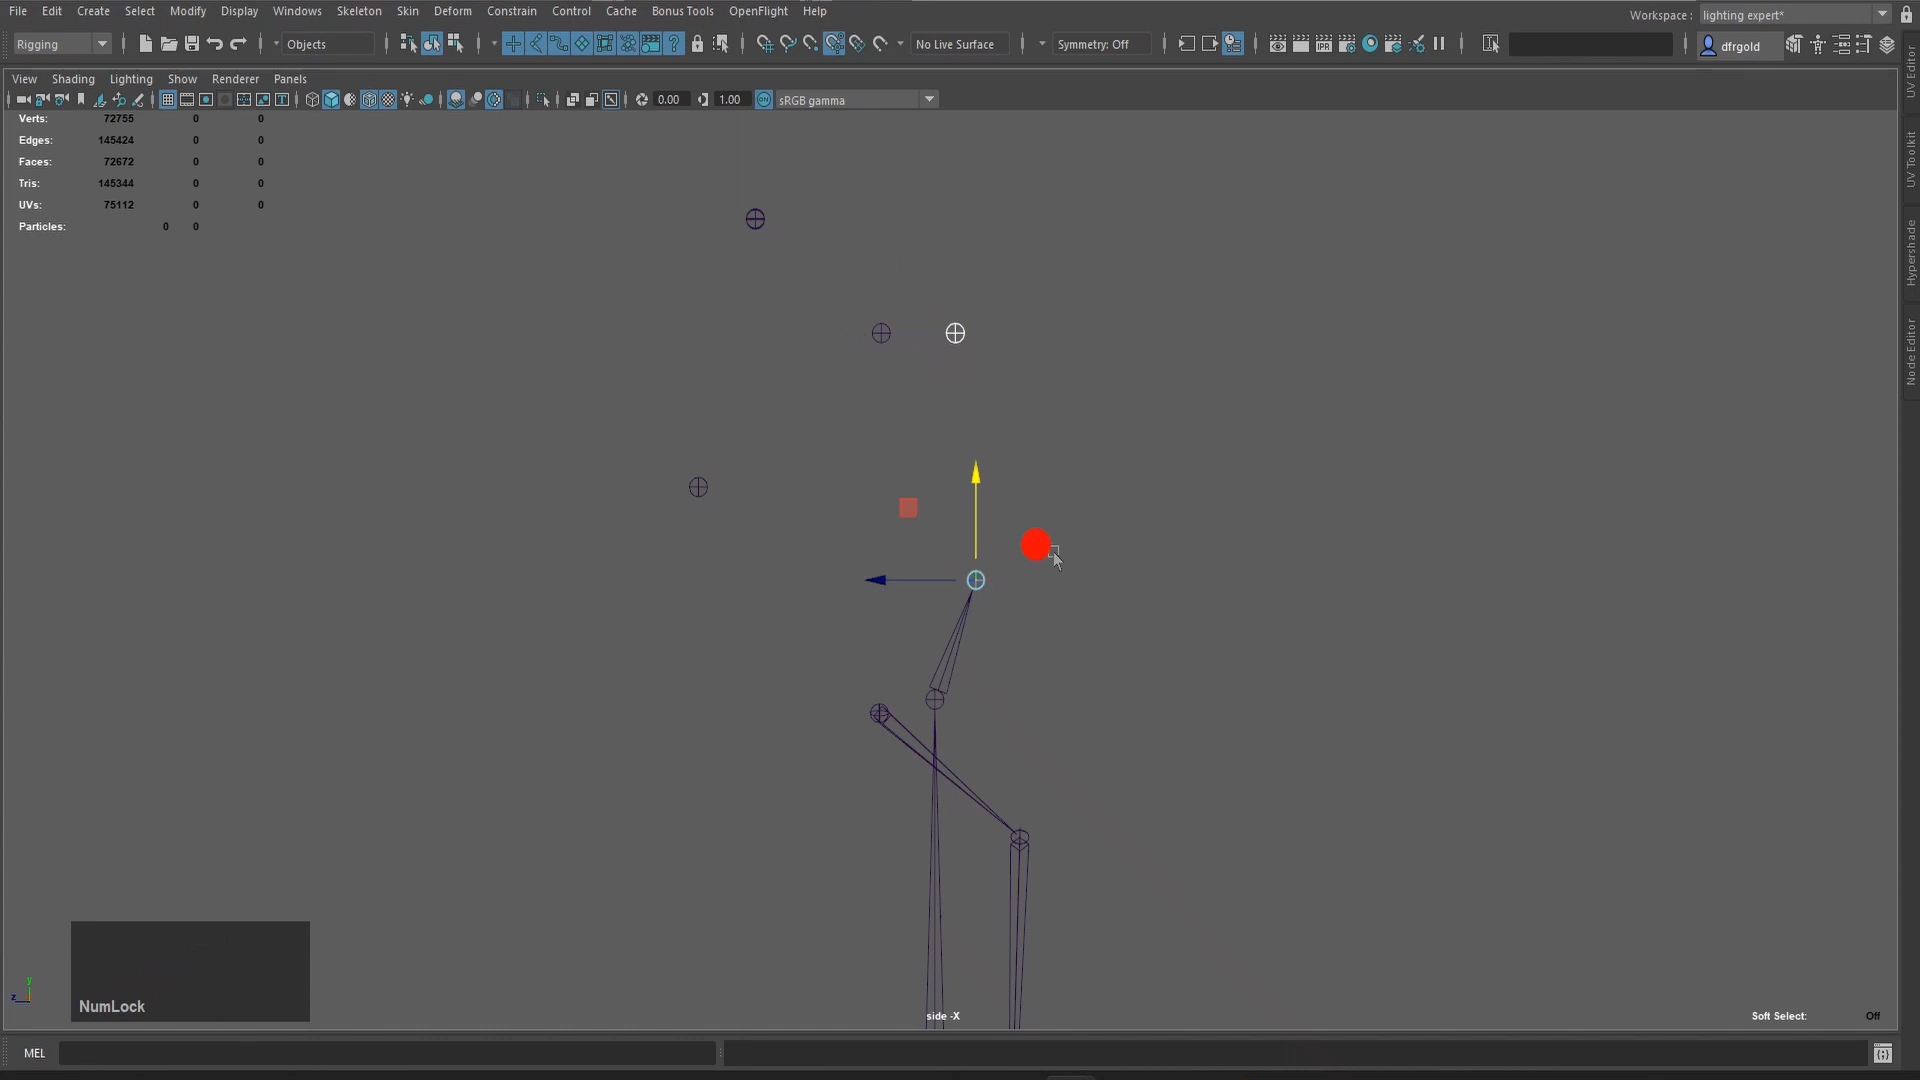 File Edit Create Select Modify Display Windows Skeleton Skin Deform Constrain Control Cache Bonus Tools OpenFlight Help
Workspace : lighting expert*
Rigging Objects No Live Surface Symmetry: Off IPR dfrgold
View Shading Lighting Show Renderer Panels
0.00 1.00 ON sRGB gamma
Verts: 72755 0 0
Edges: 145424 0 0
Faces: 72672 0 0
Tris: 145344 0 0
UVs: 75112 0 0
Particles: 0 0
UV Editor
UV Toolkit
Hypershade
Node Editor
y
z
NumLock
side -X
Soft Select: Off
MEL